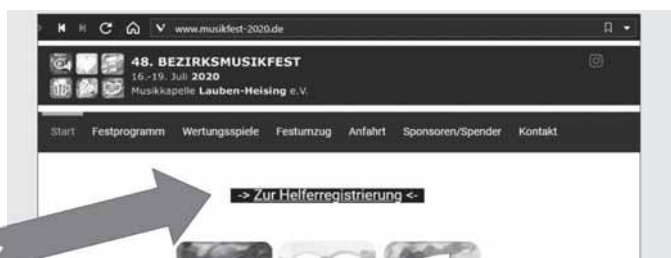 www.musikfest-2020.de
48. BEZIRKSMUSIKFEST
16.-19. Juli 2020
Musikkapelle Lauben-Heising e.V.
Start Festprogramm Wertungsspiele Festumzug Anfahrt Sponsoren/Spender Kontakt
-> Zur Helferregistrierung <-